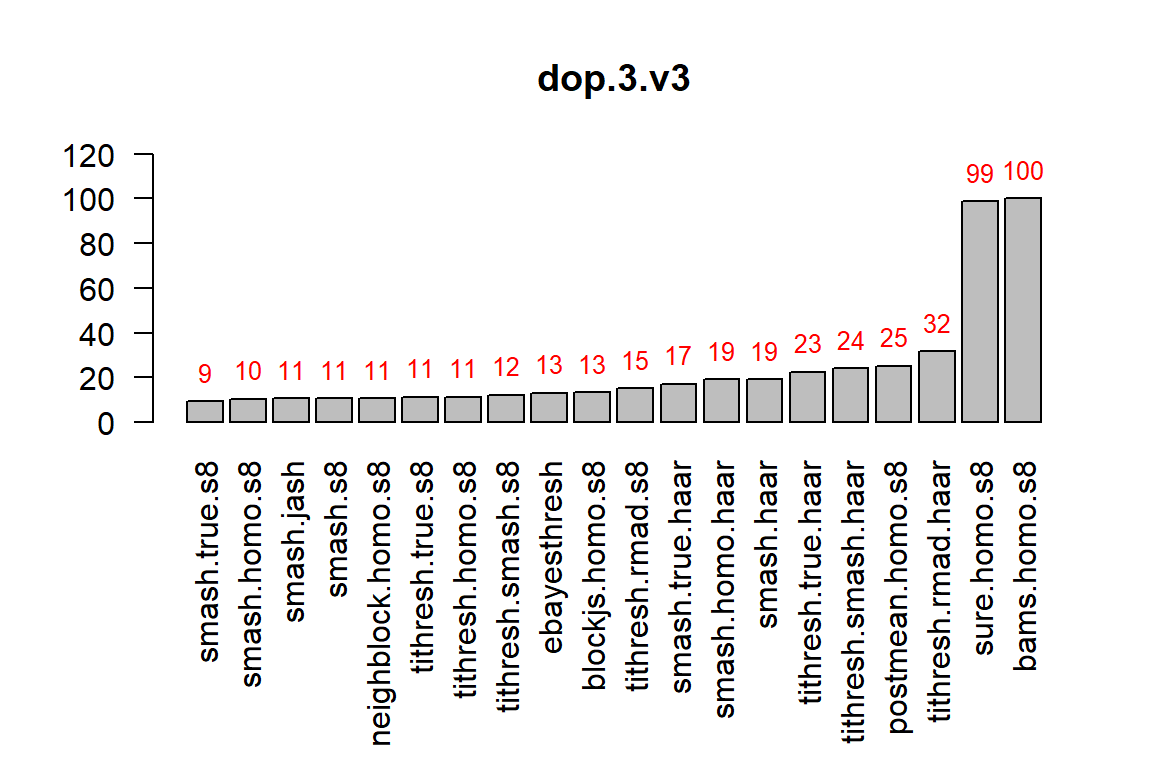 dop.3.v3
120
100
80
60
40
20
0
9 10 11 11 11 11 11 12 13 13 15 17 19 19 23 24 25 32 99 100
smash.true.s8
smash.homo.s8
smash.jash
smash.s8
neighblock.homo.s8
tithresh.true.s8
tithresh.homo.s8
tithresh.smash.s8
ebayesthresh
blockjs.homo.s8
tithresh.rmad.s8
smash.true.haar
smash.homo.haar
smash.haar
tithresh.true.haar
tithresh.smash.haar
postmean.homo.s8
tithresh.rmad.haar
sure.homo.s8
bams.homo.s8